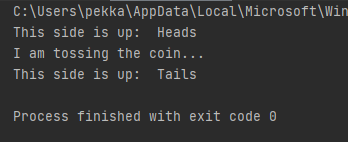 C:\Users\pekka\AppData\Local\Microsoft\Win
This side is up:  Heads
I am tossing the coin...
This side is up:  Tails
Process finished with exit code 0